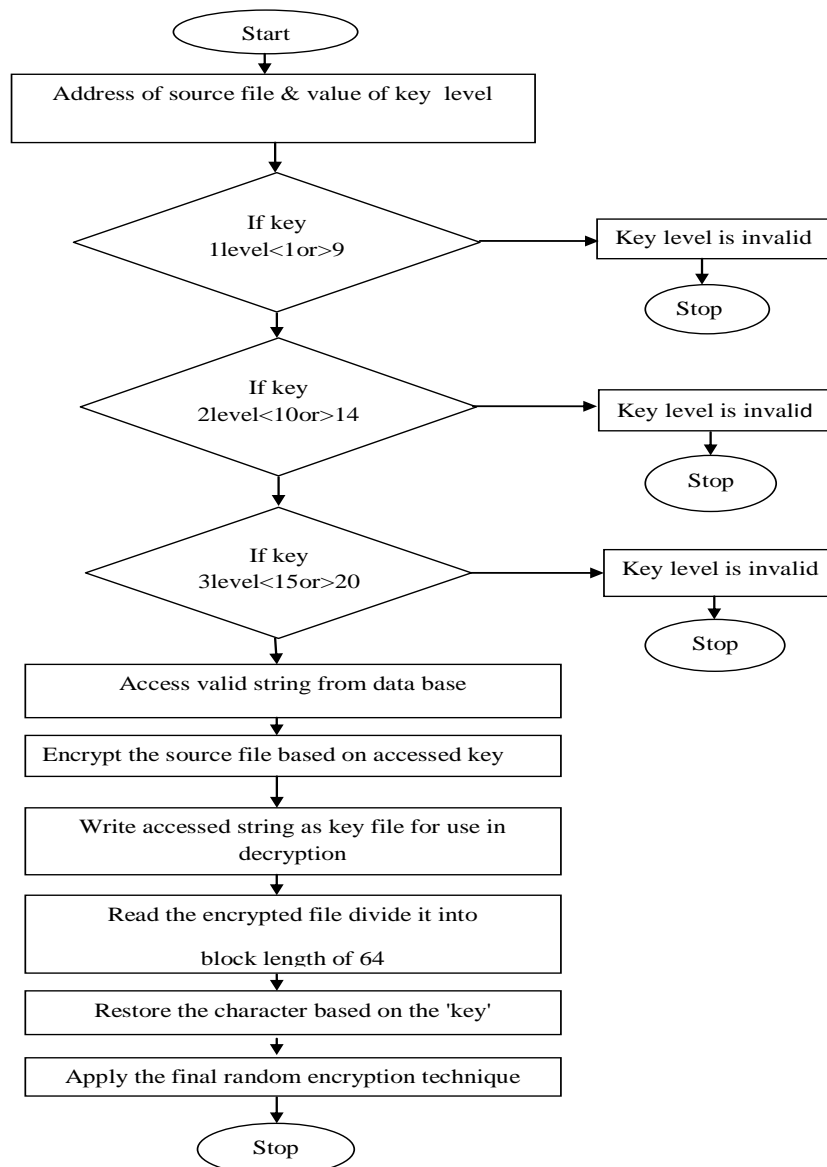 Start
Address of source file & value of key level
If key
1level<1or>9
Key level is invalid
Stop
If key
2level<10or>14
Key level is invalid
Stop
If key
3level<15or>20
Key level is invalid
Stop
Access valid string from data base
Encrypt the source file based on accessed key
Write accessed string as key file for use in
decryption
Read the encrypted file divide it into
block length of 64
Restore the character based on the 'key'
Apply the final random encryption technique
Stop